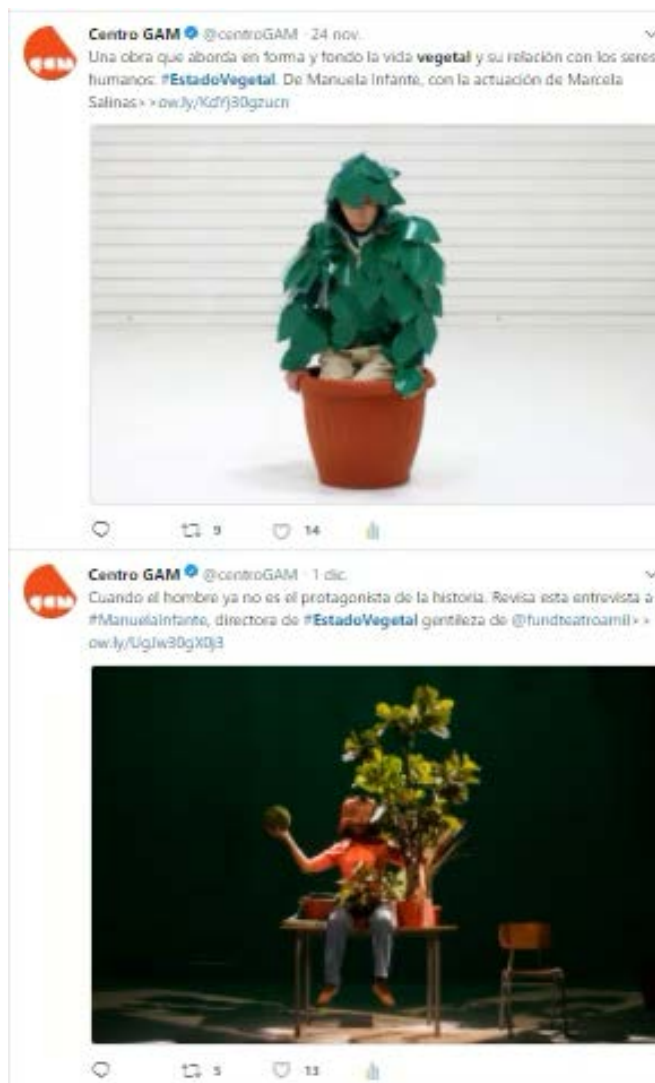 Centro GAM @centroGAM · 24 nov.
Una obra que aborda en forma y fondo la vida vegetal y su relación con los seres
humanos: #EstadoVegetal. De Manuela Infante, con la actuación de Marcela
Salinas>>ow.ly/KdYj30gzucn
gam
9 14
Centro GAM @centroGAM · 1 dic.
Cuando el hombre ya no es el protagonista de la historia. Revisa esta entrevista a
#ManuelaInfante, directora de #EstadoVegetal gentileza de @fundteatroamil>>
ow.ly/UgJw30gX0j3
gam
5 13